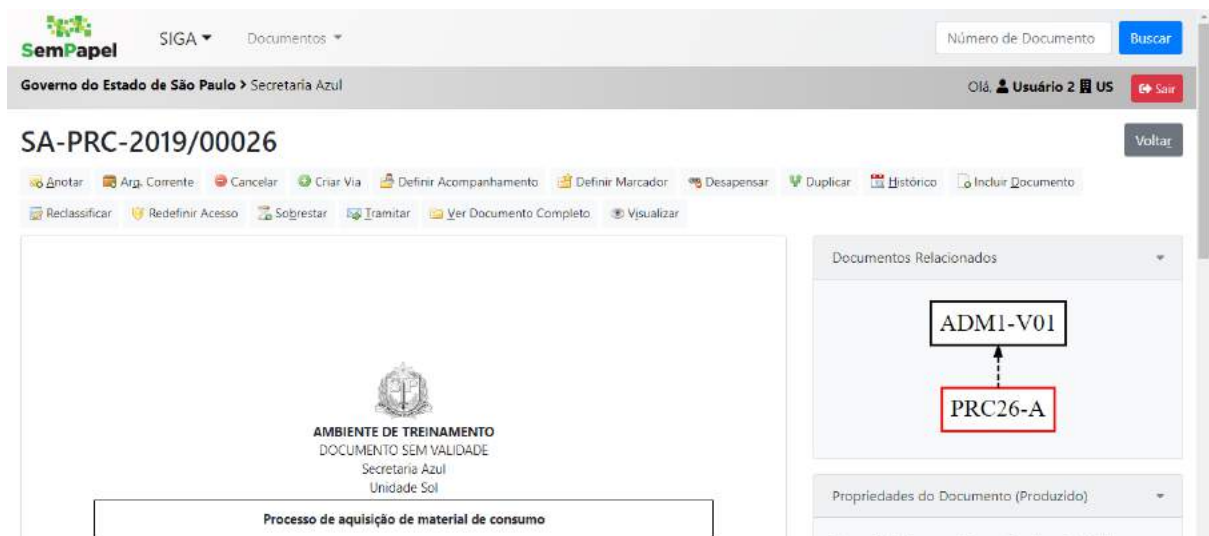 SemPapel
SIGA
Documentos
Número de Documento
Buscar
Governo do Estado de São Paulo > Secretaria Azul
Olá, Usuário 2 US
Sair
SA-PRC-2019/00026
Voltar
Anotar Arq. Corrente Cancelar Criar Via Definir Acompanhamento Definir Marcador Desapensar Duplicar Histórico Incluir Documento
Reclassificar Redefinir Acesso Sobrestar Tramitar Ver Documento Completo Visualizar
Documentos Relacionados
ADM1-V01
PRC26-A
AMBIENTE DE TREINAMENTO
DOCUMENTO SEM VALIDADE
Secretaria Azul
Unidade Sol
Processo de aquisição de material de consumo
Propriedades do Documento (Produzido)